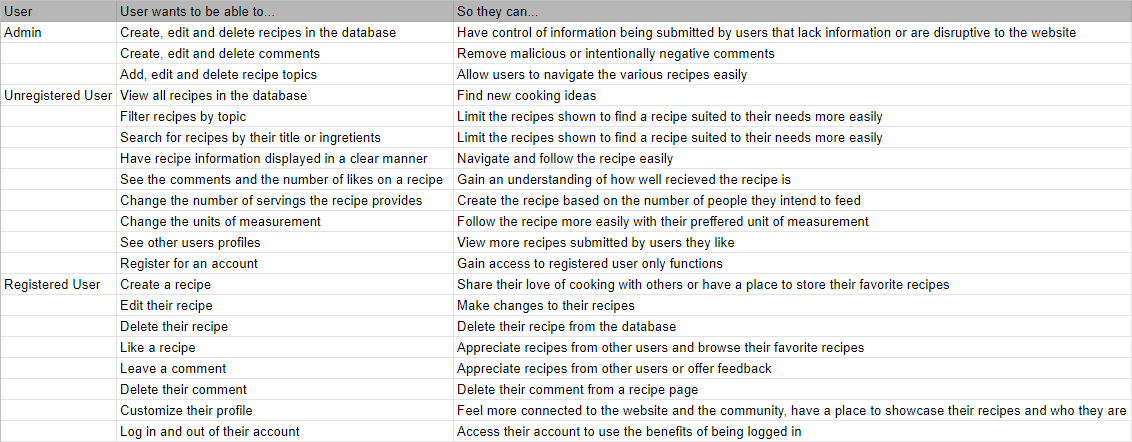 User User wants to be able to... So they can...
Admin Create, edit and delete recipes in the database Have control of information being submitted by users that lack information or are disruptive to the website
Create, edit and delete comments Remove malicious or intentionally negative comments
Add, edit and delete recipe topics Allow users to navigate the various recipes easily
Unregistered User View all recipes in the database Find new cooking ideas
Filter recipes by topic Limit the recipes shown to find a recipe suited to their needs more easily
Search for recipes by their title or ingretients Limit the recipes shown to find a recipe suited to their needs more easily
Have recipe information displayed in a clear manner Navigate and follow the recipe easily
See the comments and the number of likes on a recipe Gain an understanding of how well recieved the recipe is
Change the number of servings the recipe provides Create the recipe based on the number of people they intend to feed
Change the units of measurement Follow the recipe more easily with their preffered unit of measurement
See other users profiles View more recipes submitted by users they like
Register for an account Gain access to registered user only functions
Registered User Create a recipe Share their love of cooking with others or have a place to store their favorite recipes
Edit their recipe Make changes to their recipes
Delete their recipe Delete their recipe from the database
Like a recipe Appreciate recipes from other users and browse their favorite recipes
Leave a comment Appreciate recipes from other users or offer feedback
Delete their comment Delete their comment from a recipe page
Customize their profile Feel more connected to the website and the community, have a place to showcase their recipes and who they are
Log in and out of their account Access their account to use the benefits of being logged in